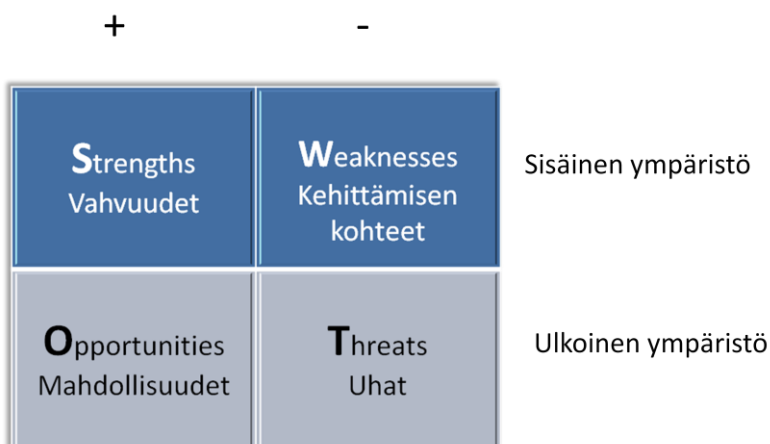 + -
Strengths
Vahvuudet
Weaknesses
Kehittämisen
kohteet
Sisäinen ympäristö
Opportunities
Mahdollisuudet
Threats
Uhat
Ulkoinen ympäristö